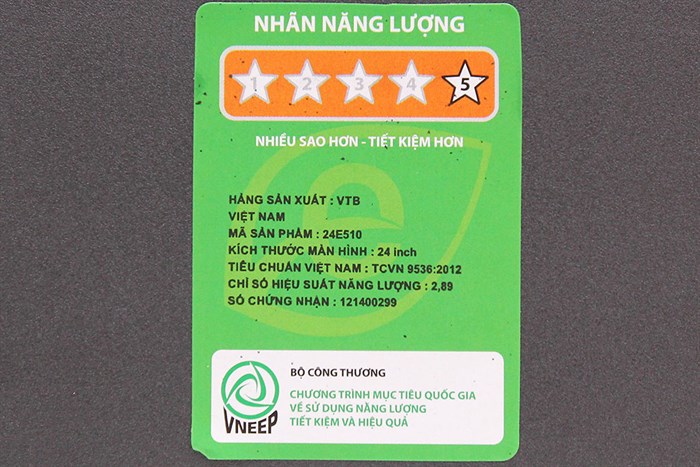 NHÃN NĂNG LƯỢNG
1 2 3 4 5
NHIỀU SAO HƠN - TIẾT KIỆM HƠN
HÃNG SẢN XUẤT : VTB
VIỆT NAM
MÃ SẢN PHẨM : 24E510
KÍCH THƯỚC MÀN HÌNH : 24 inch
TIÊU CHUẨN VIỆT NAM : TCVN 9536:2012
CHỈ SỐ HIỆU SUẤT NĂNG LƯỢNG : 2,89
SỐ CHỨNG NHẬN : 121400299
BỘ CÔNG THƯƠNG
CHƯƠNG TRÌNH MỤC TIÊU QUỐC GIA
VỀ SỬ DỤNG NĂNG LƯỢNG
TIẾT KIỆM VÀ HIỆU QUẢ
VNEEP